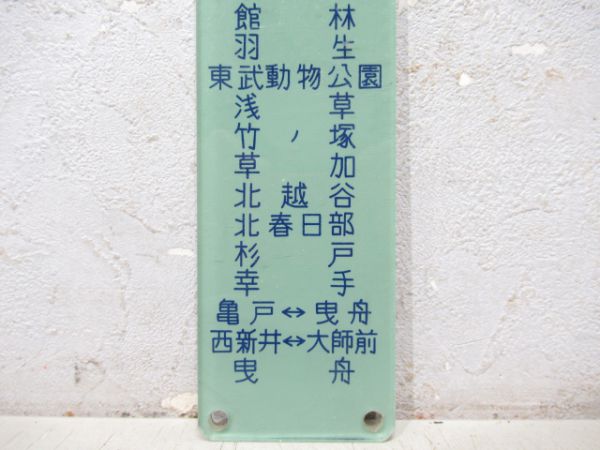 館林
羽生
東武動物公園
浅草
竹ノ塚
草加
北越谷
北春日部
杉戸
幸手
亀戸↔曳舟
西新井↔大師前
曳舟